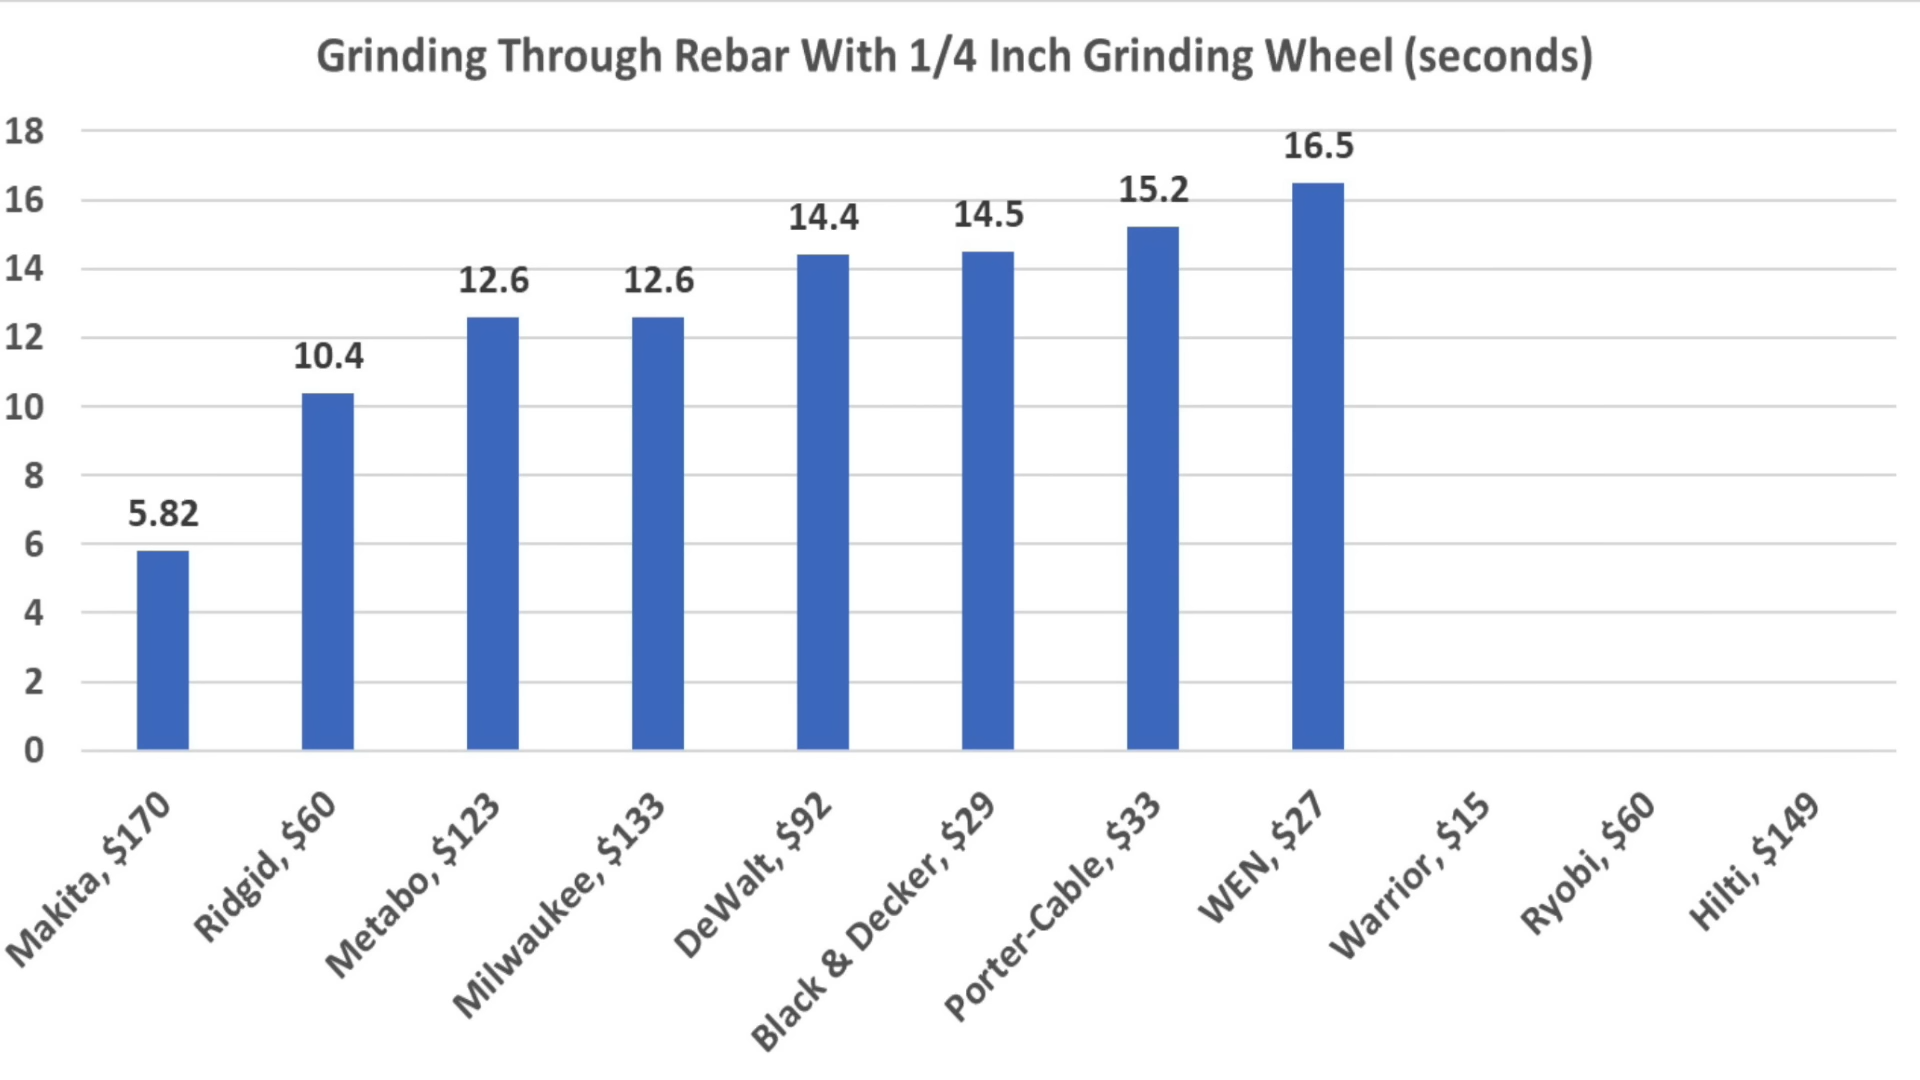 Grinding Through Rebar With 1/4 Inch Grinding Wheel (seconds)
18
16
14
12
10
8
6
4
2
0
5.82
10.4
12.6
12.6
14.4
14.5
15.2
16.5
Makita, $170
Ridgid, $60
Metabo, $123
Milwaukee, $133
DeWalt, $92
Black & Decker, $29
Porter-Cable, $33
WEN, $27
Warrior, $15
Ryobi, $60
Hilti, $149